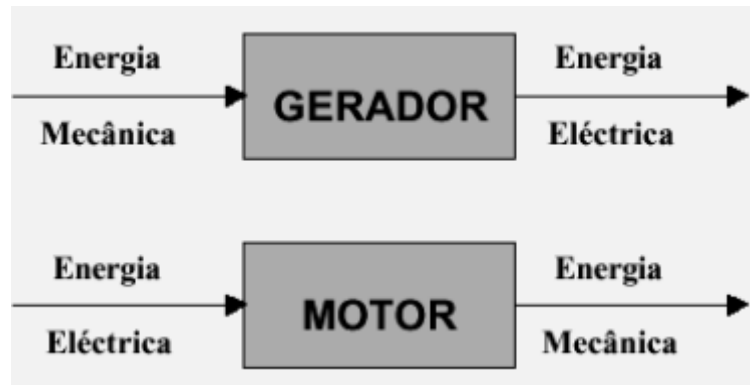 Energia
Mecânica
GERADOR
Energia
Eléctrica
Energia
Eléctrica
MOTOR
Energia
Mecânica